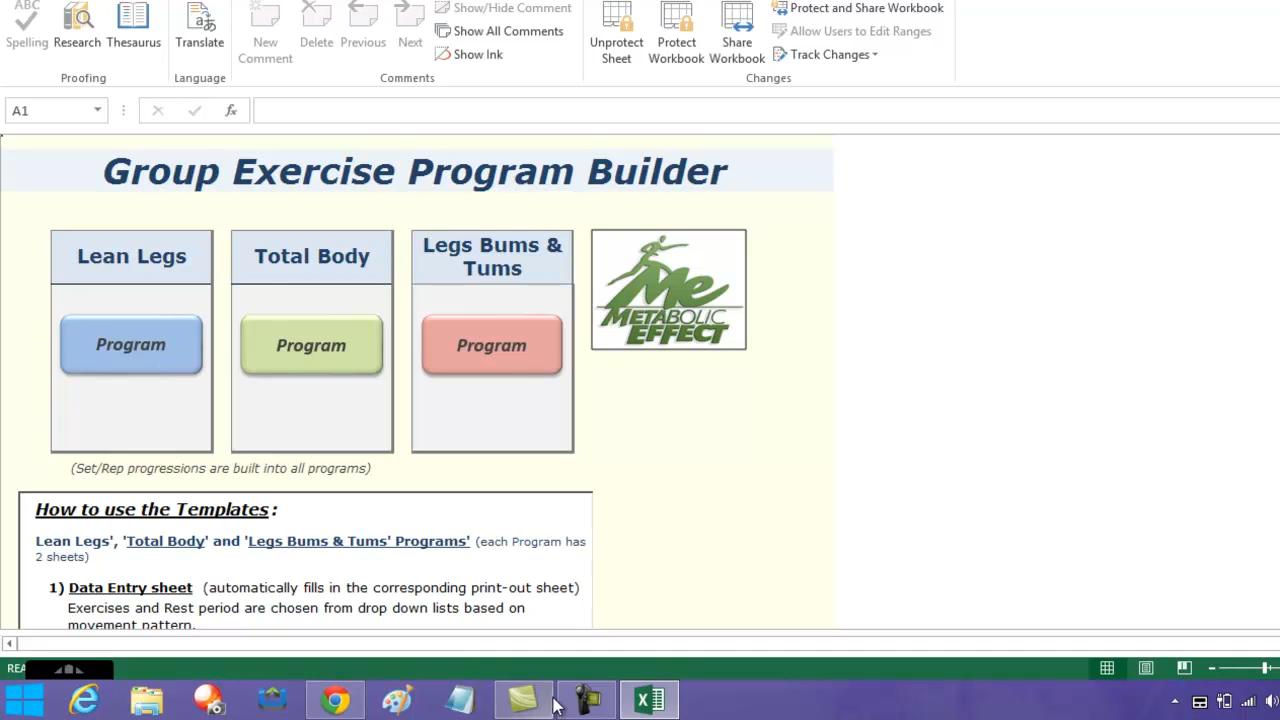 ABC
Spelling
Research
Thesaurus
Proofing
Translate
Language
New
Comment
Delete
Previous
Next
Show/Hide Comment
Show All Comments
Show Ink
Comments
Unprotect
Sheet
Protect
Workbook
Share
Workbook
Protect and Share Workbook
Allow Users to Edit Ranges
Track Changes
Changes
A1
fx
Group Exercise Program Builder
Lean Legs
Total Body
Legs Bums &
Tums
Program
Program
Program
Me
METABOLIC
EFFECT
(Set/Rep progressions are built into all programs)
How to use the Templates:
Lean Legs', 'Total Body' and 'Legs Bums & Tums' Programs' (each Program has
2 sheets)
1) Data Entry sheet (automatically fills in the corresponding print-out sheet)
Exercises and Rest period are chosen from drop down lists based on
movement pattern.
REA